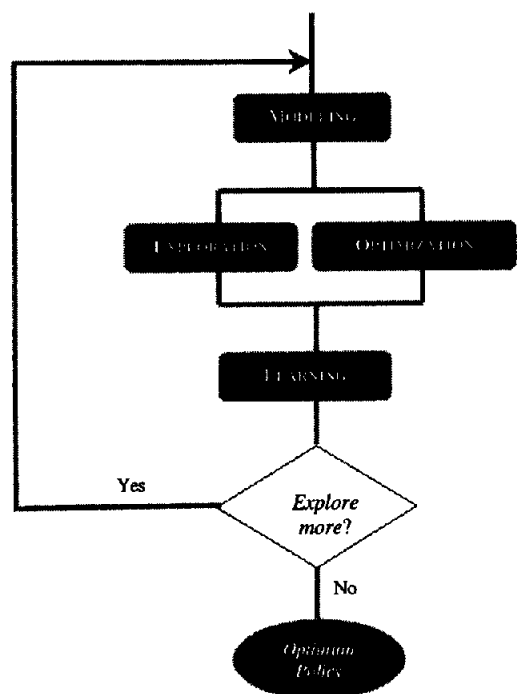 MODELING
EXPLORATION
OPTIMIZATION
LEARNING
Yes
Explore
more?
No
Optimum
Policy